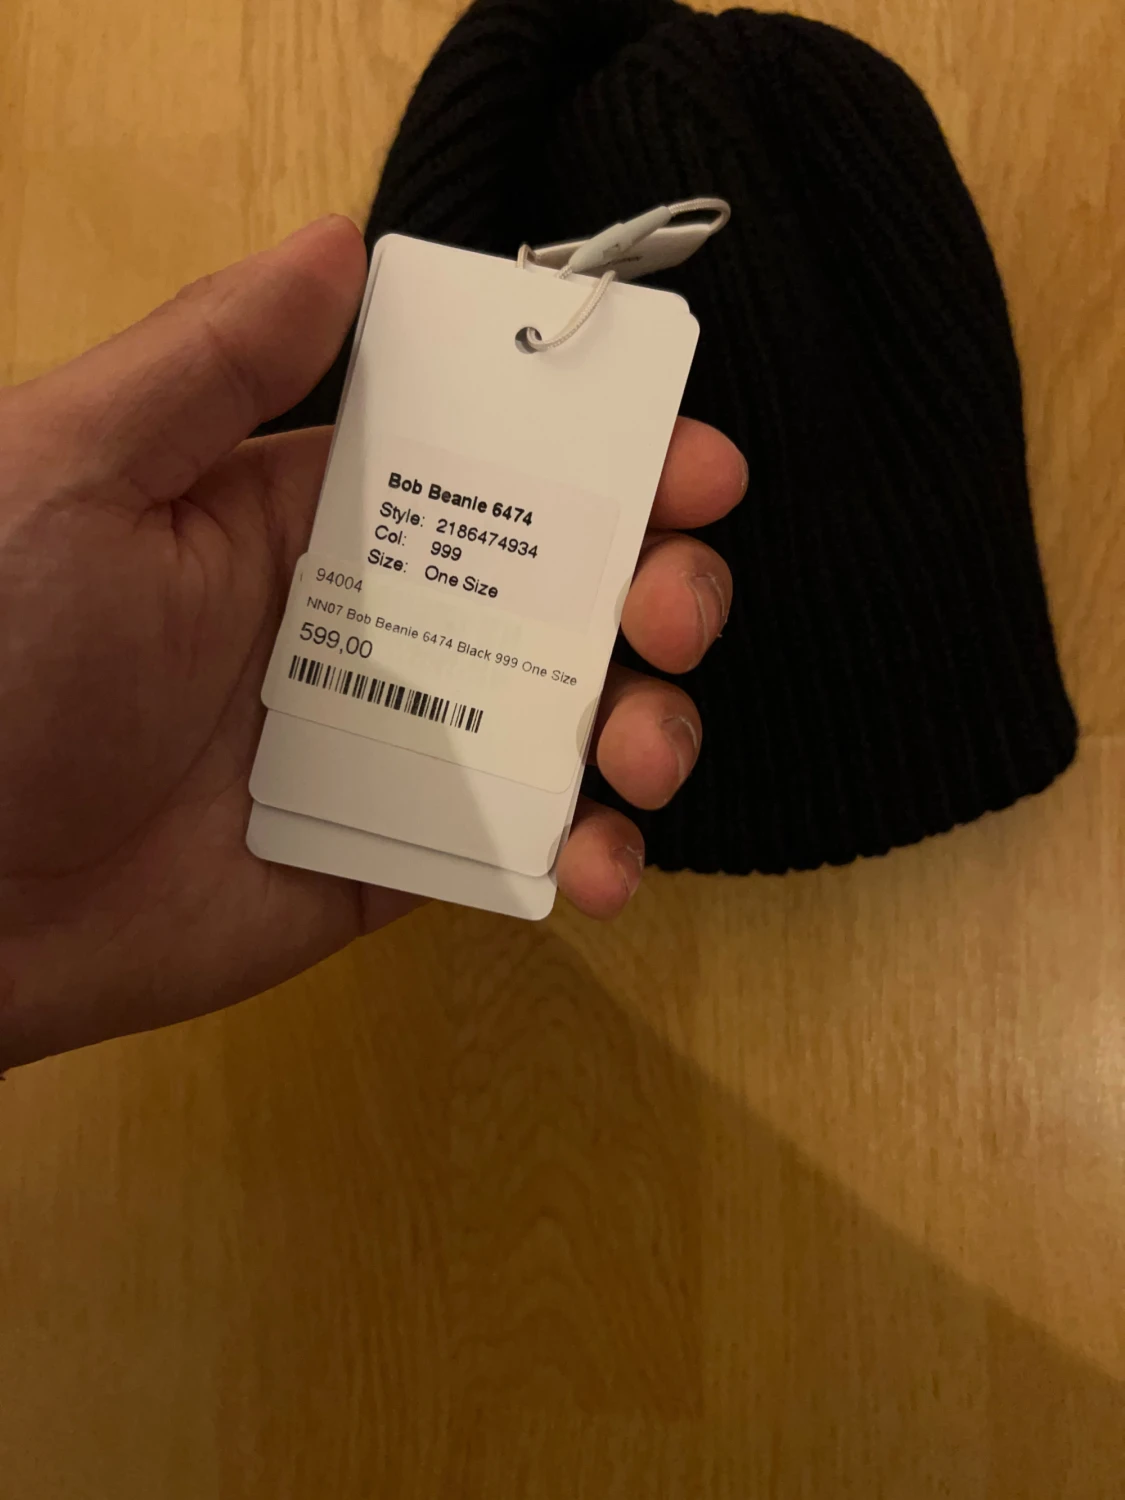 Bob Beanie 6474
Style: 2186474934
Col: 999
Size: One Size
94004
NN07 Bob Beanie 6474 Black 999 One Size
599,00